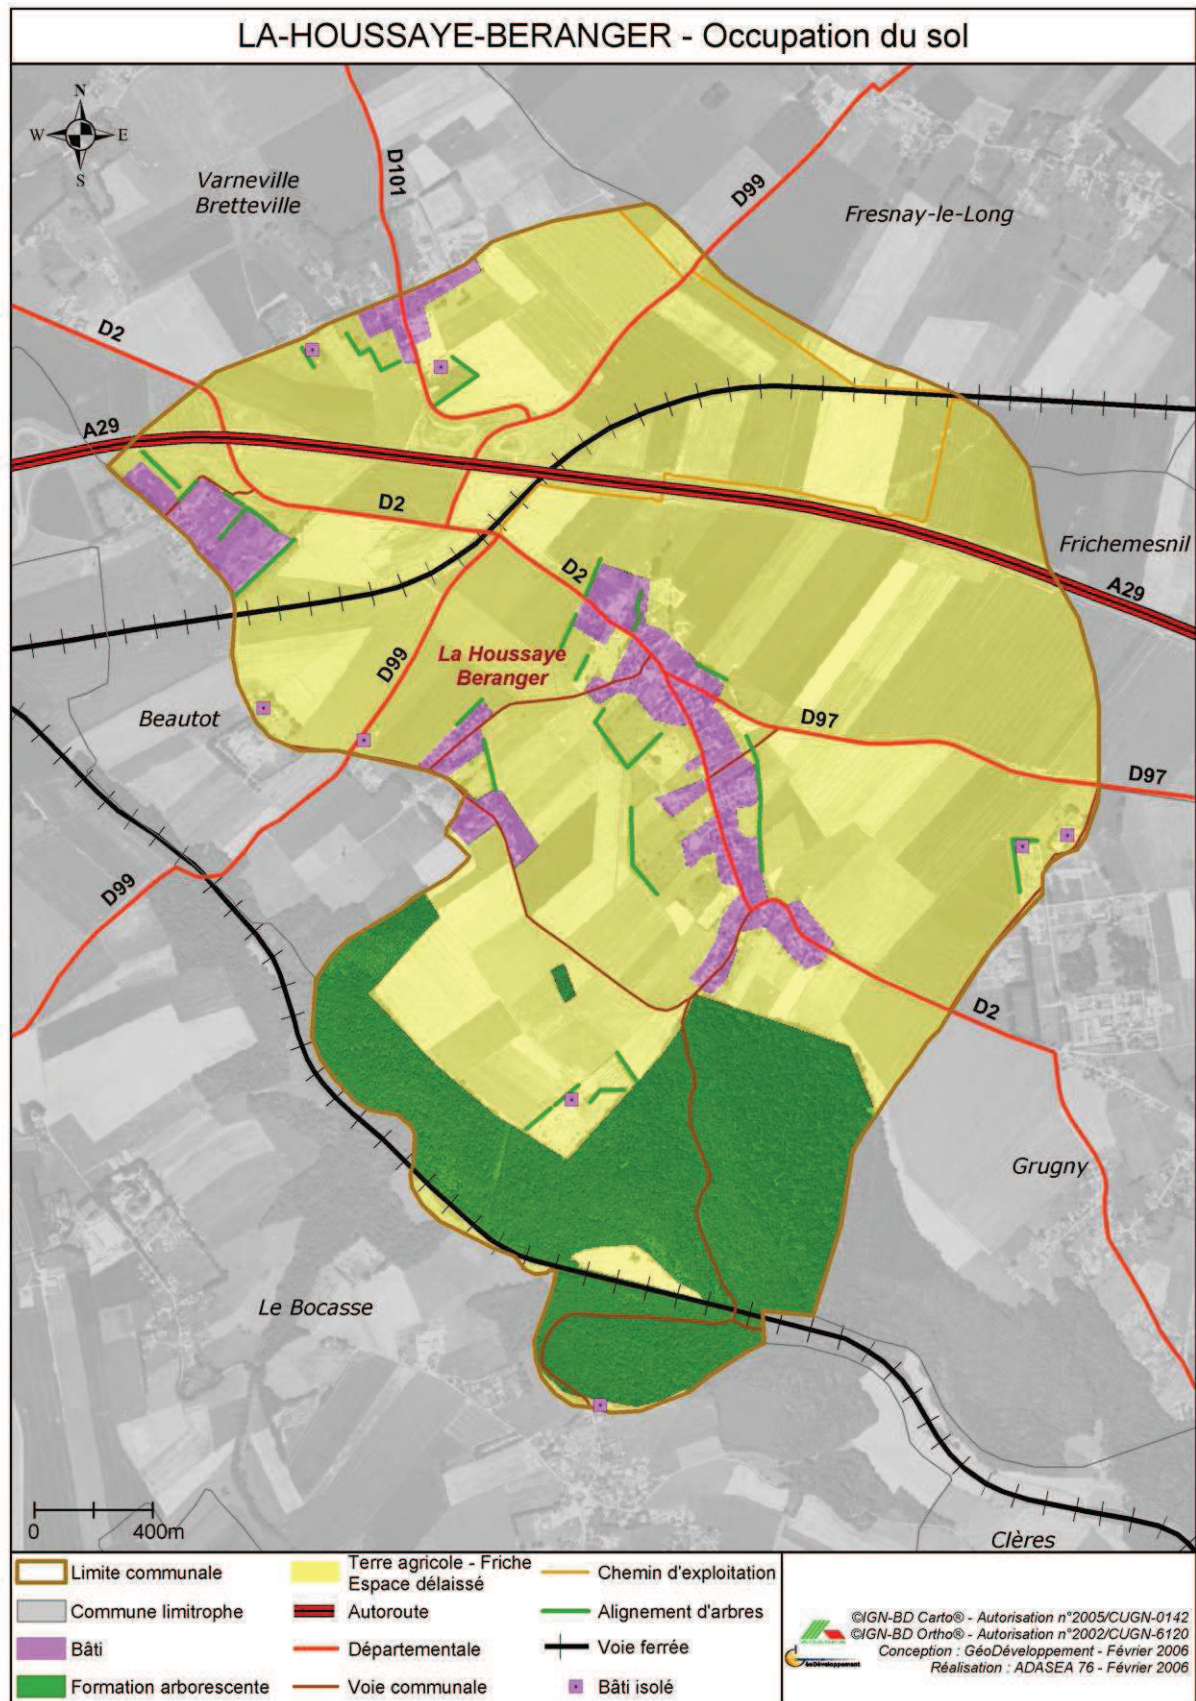 LA-HOUSSAYE-BERANGER - Occupation du sol
N
W E
S
Varneville
Bretteville
D101
D99
Fresnay-le-Long
D2
A29
D2
Frichemesnil
D2
A29
D99
La Houssaye
Beranger
Beautot
D97
D97
D99
D2
Grugny
Le Bocasse
0 400m
Clères
Limite communale
Commune limitrophe
Bâti
Formation arborescente
Terre agricole - Friche
Espace délaissé
Autoroute
Départementale
Voie communale
Chemin d'exploitation
Alignement d'arbres
Voie ferrée
Bâti isolé
ADASEA
GéoDéveloppement
©IGN-BD Carto® - Autorisation n°2005/CUGN-0142
©IGN-BD Ortho® - Autorisation n°2002/CUGN-6120
Conception : GéoDéveloppement - Février 2006
Réalisation : ADASEA 76 - Février 2006